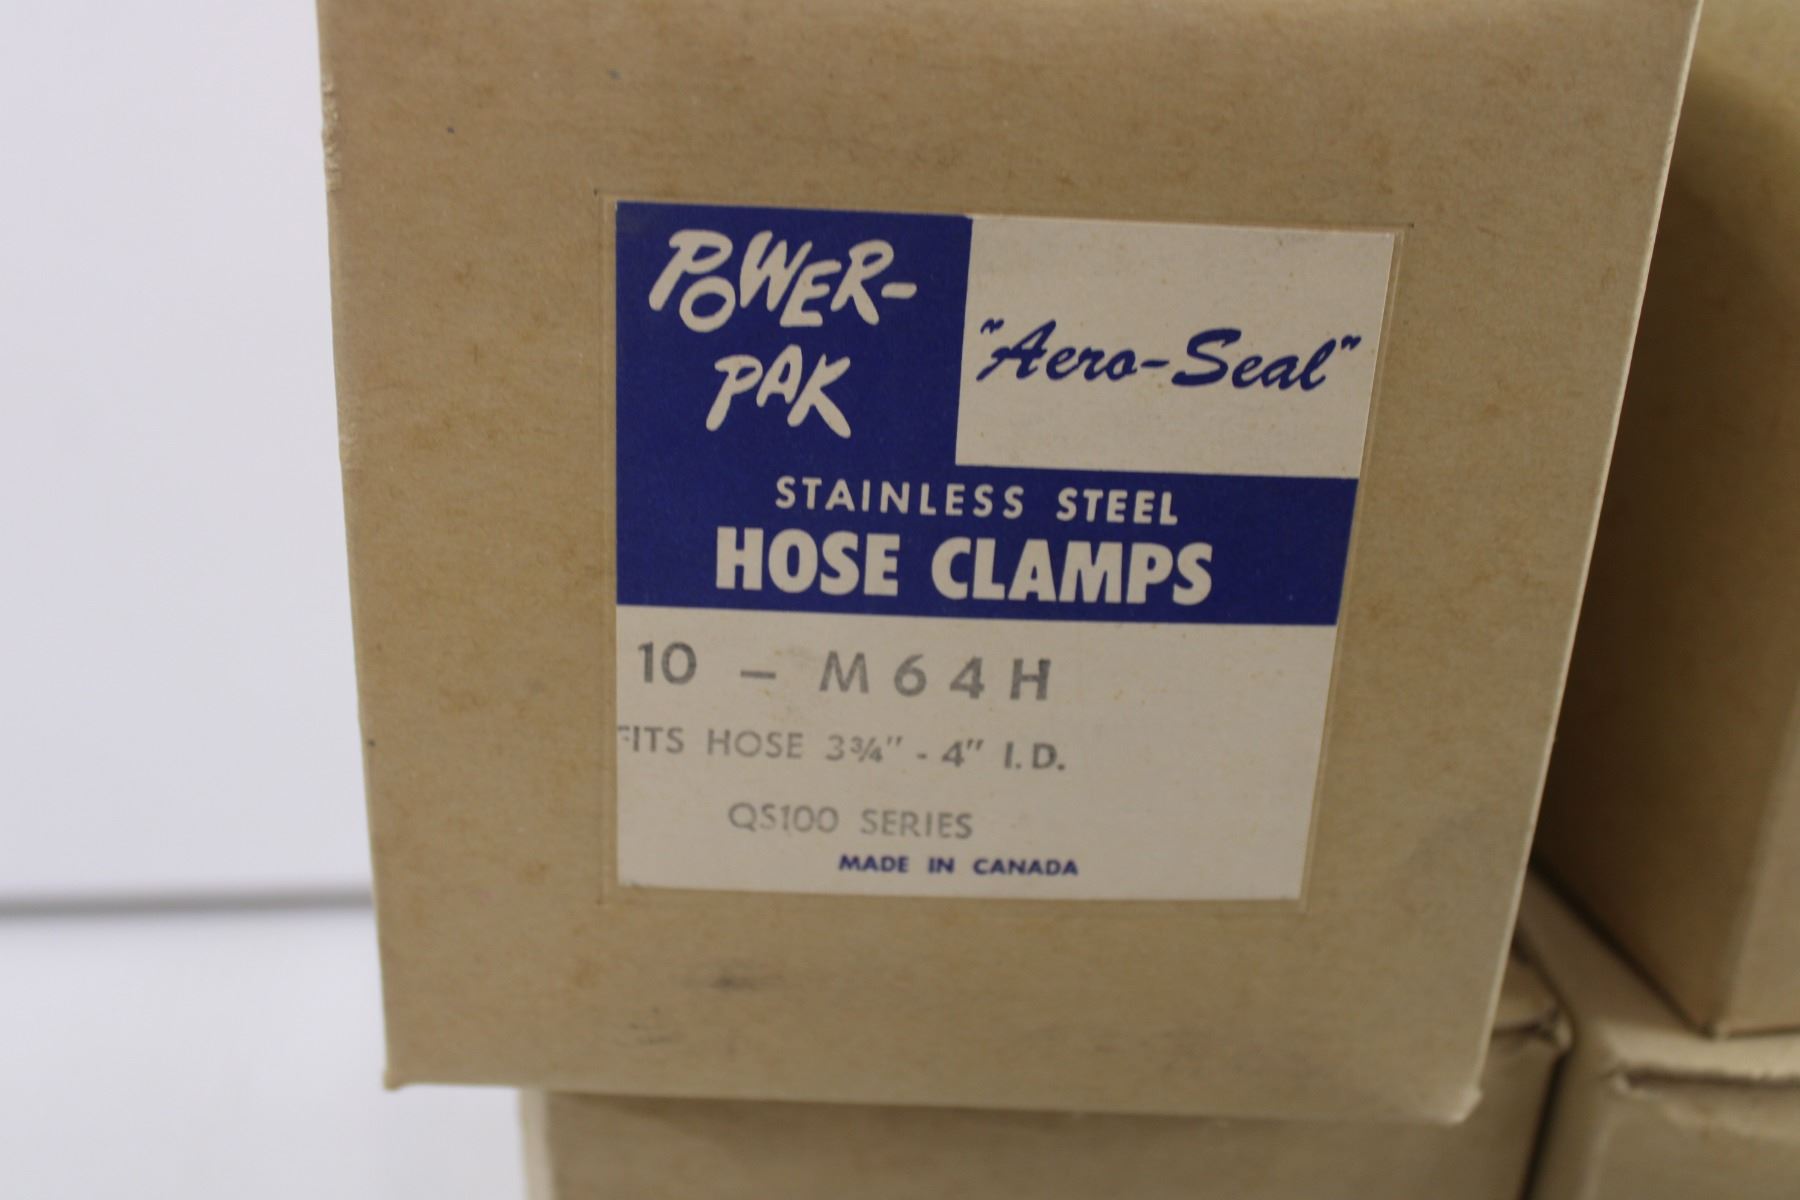 POWER-
PAK
"Aero-Seal"
STAINLESS STEEL
HOSE CLAMPS
10 - M64H
FITS HOSE 3¾" - 4" I.D.
QS100 SERIES
MADE IN CANADA